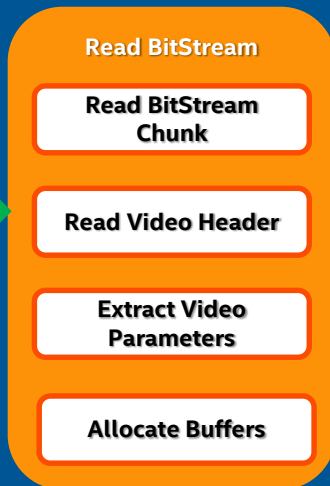 Read BitStream
Read BitStream
Chunk
Read Video Header
Extract Video
Parameters
Allocate Buffers